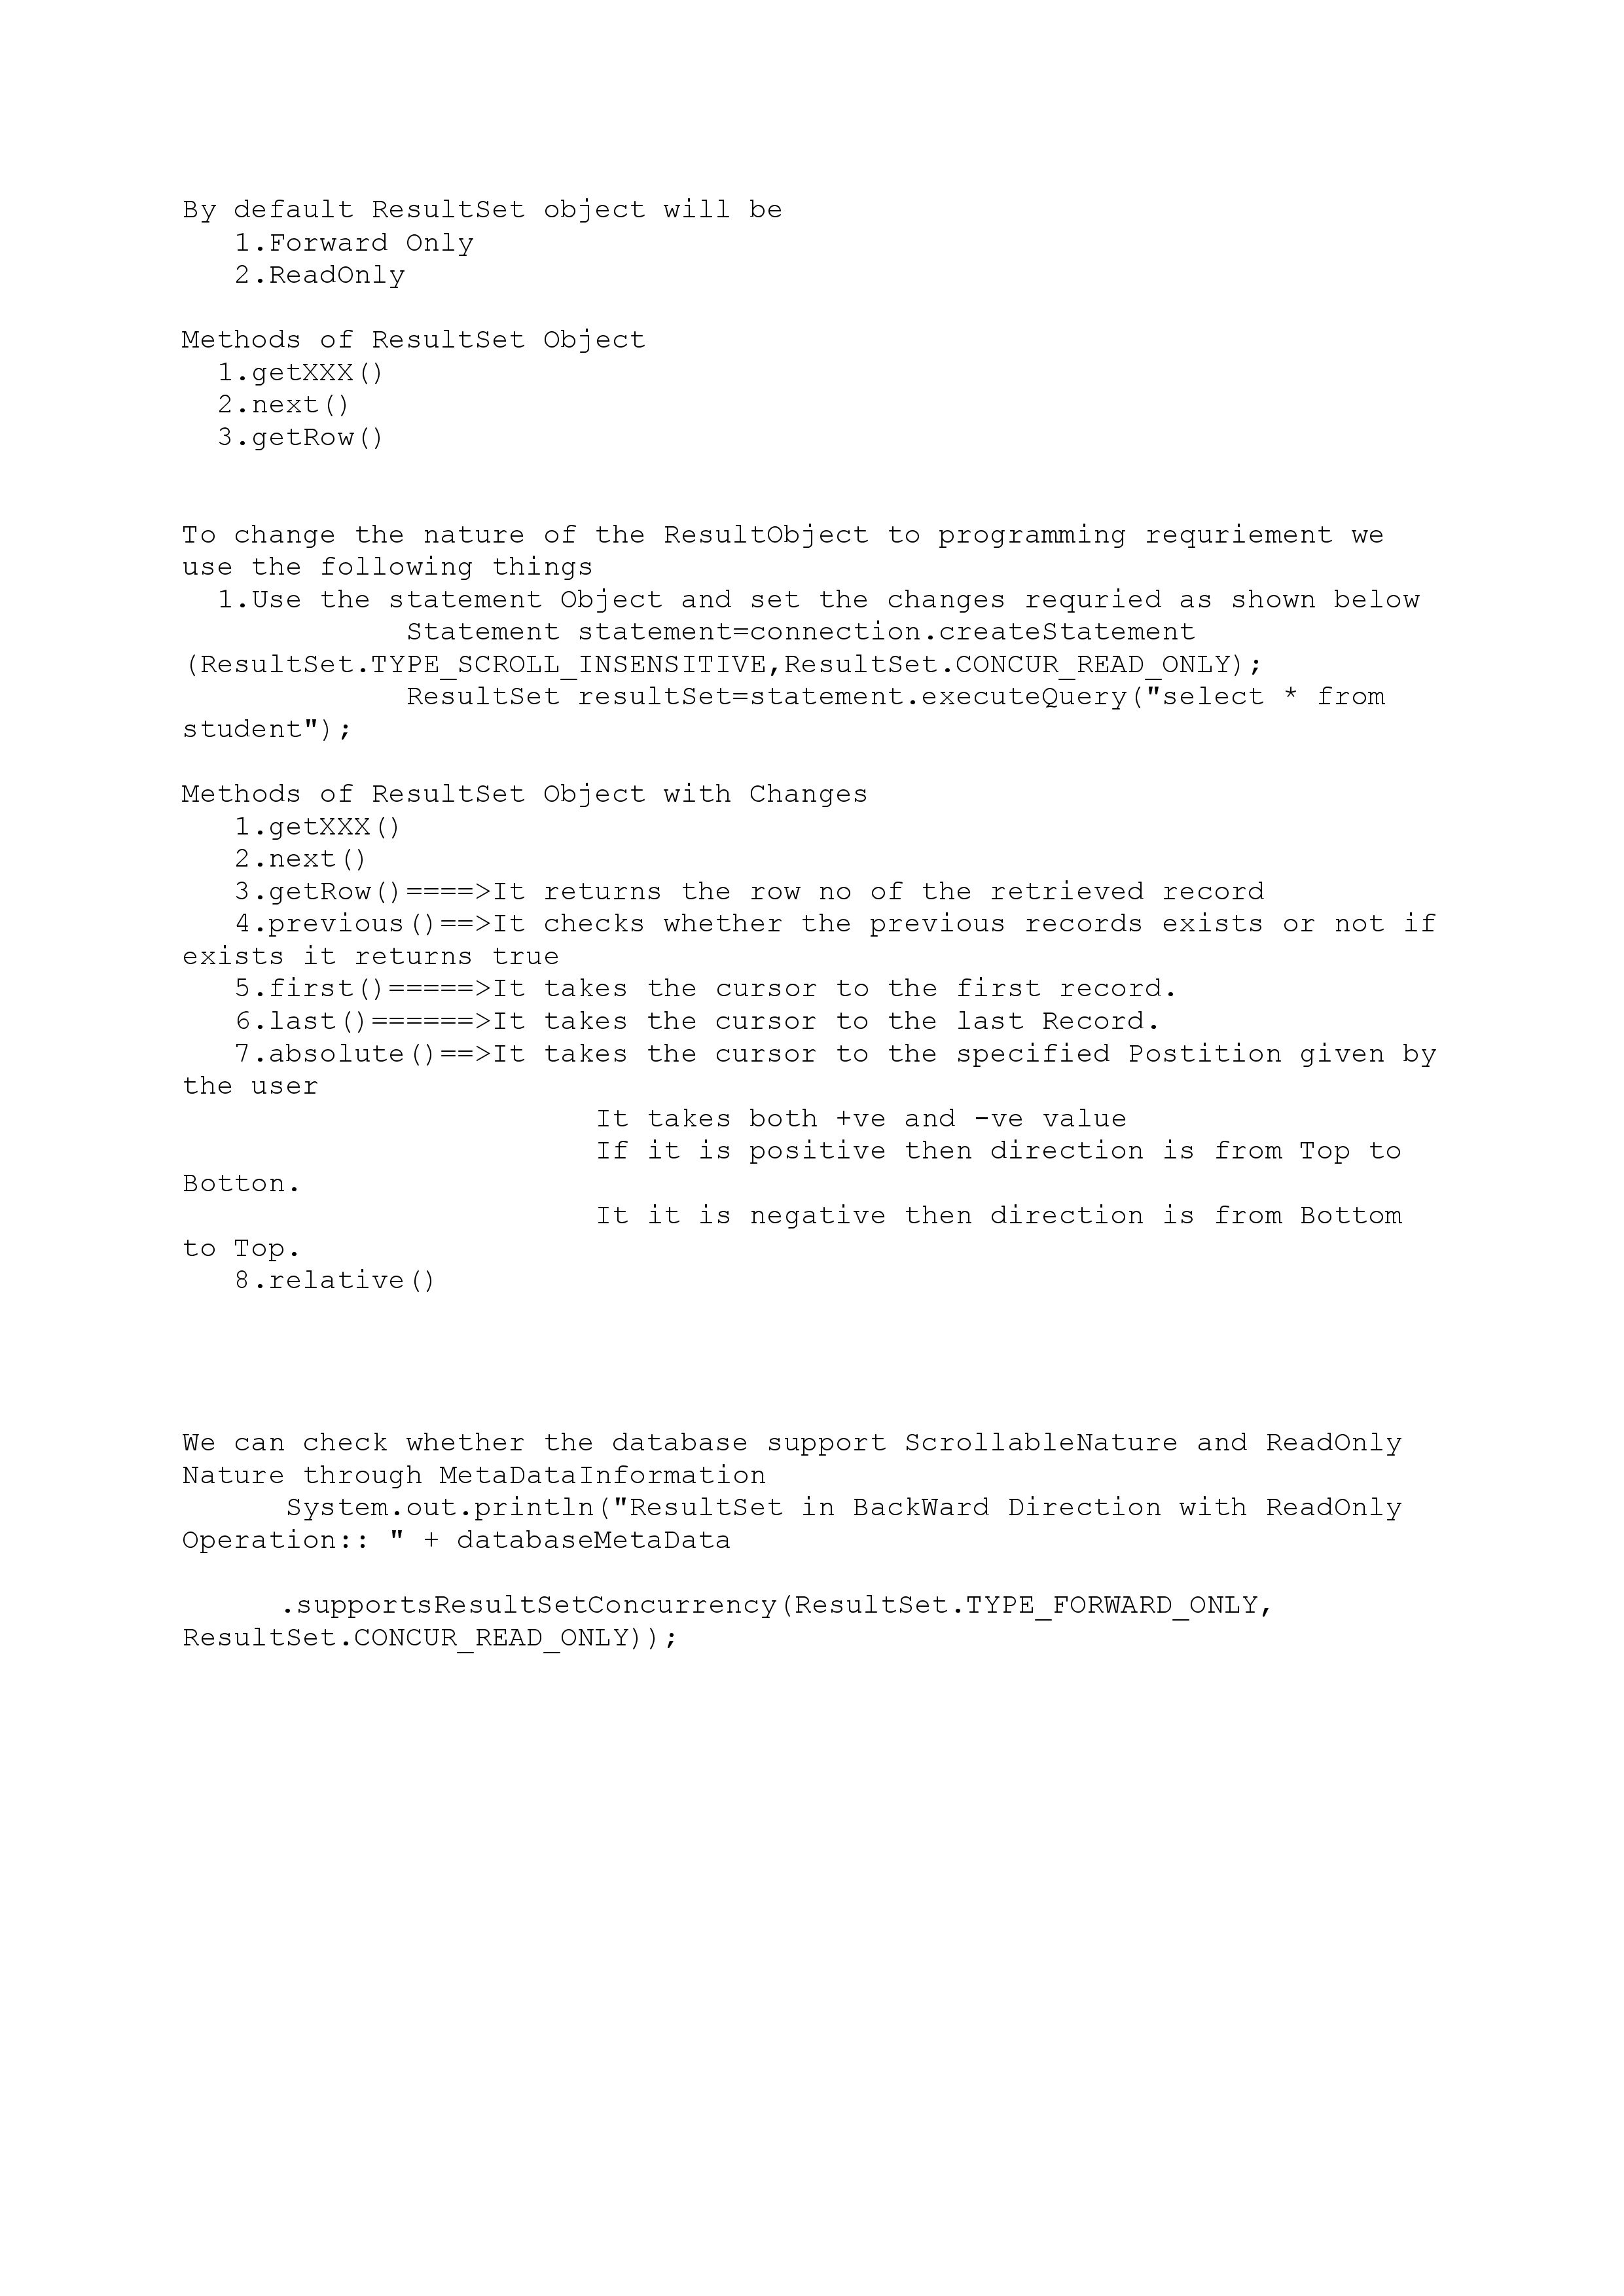 By default ResultSet object will be
1.Forward Only
2.ReadOnly
Methods of ResultSet Object
1.getXXX()
2.next()
3.getRow()
To change the nature of the ResultObject to programming requriement we
use the following things
1.Use the statement Object and set the changes requried as shown below
Statement statement=connection.createStatement
(ResultSet.TYPE_SCROLL_INSENSITIVE,ResultSet.CONCUR_READ_ONLY);
ResultSet resultSet=statement.executeQuery("select * from
student");
Methods of ResultSet Object with Changes
1.getXXX()
2.next()
3.getRow()====>It returns the row no of the retrieved record
4.previous()==>It checks whether the previous records exists or not if
exists it returns true
5.first()=====>It takes the cursor to the first record.
6.last()======>It takes the cursor to the last Record.
7.absolute()==>It takes the cursor to the specified Postition given by
the user
It takes both +ve and -ve value
If it is positive then direction is from Top to
Botton.
It it is negative then direction is from Bottom
to Top.
8.relative()
We can check whether the database support ScrollableNature and ReadOnly
Nature through MetaDataInformation
System.out.println("ResultSet in BackWard Direction with ReadOnly
Operation:: " + databaseMetaData
.supportsResultSetConcurrency(ResultSet.TYPE_FORWARD_ONLY,
ResultSet.CONCUR_READ_ONLY));